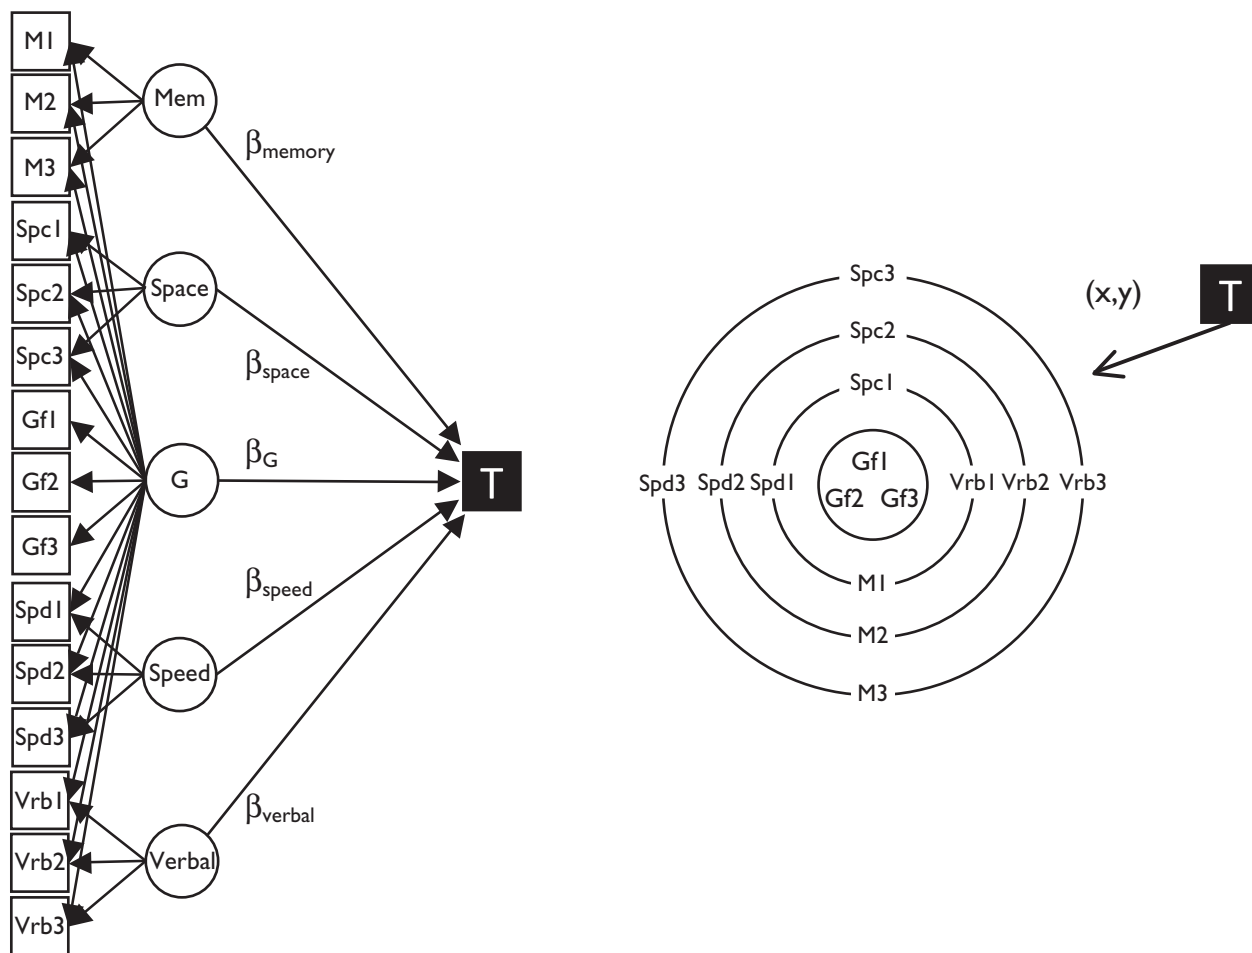 M1
M2
M3
Spc1
Spc2
Spc3
Gf1
Gf2
Gf3
Spd1
Spd2
Spd3
Vrb1
Vrb2
Vrb3
Mem
Space
G
Speed
Verbal
βmemory
βspace
βG
βspeed
βverbal
T
Spc3
Spc2
Spc1
Gf1
Gf2 Gf3
Spd3 Spd2 Spd1
Vrb1 Vrb2 Vrb3
M1
M2
M3
(x,y)
T